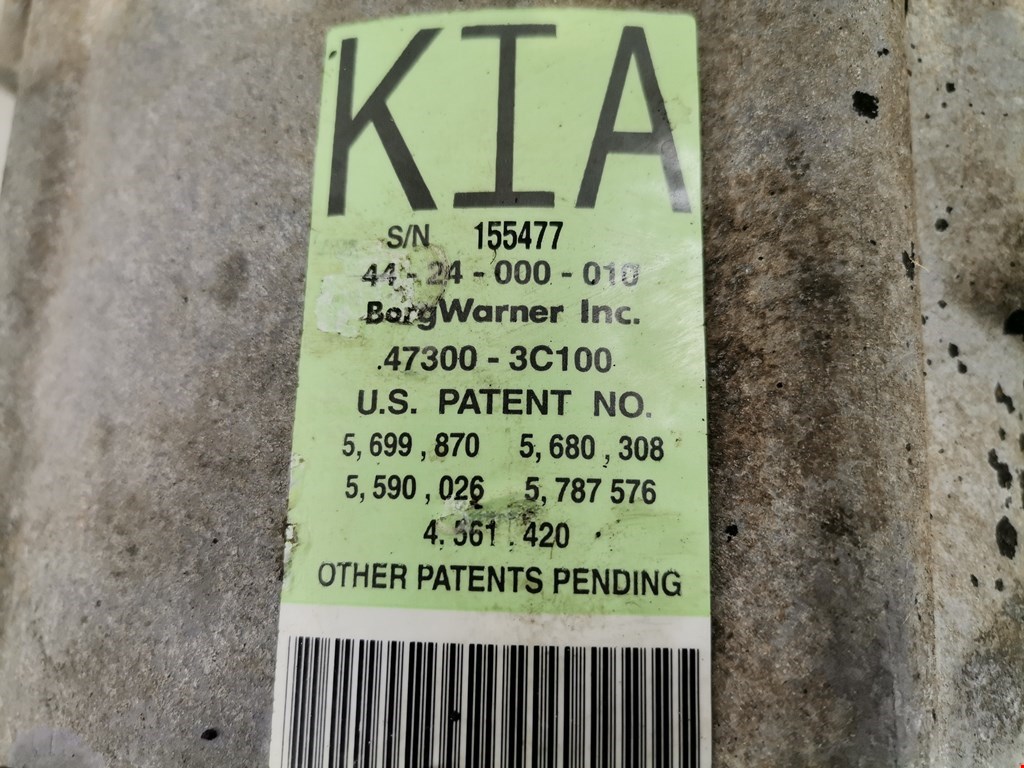 KIA
S/N 155477
44 - 24 - 000 - 010
BorgWarner Inc.
47300 - 3C100
U.S. PATENT NO.
5, 699 , 870 5, 680 , 308
5, 590 , 026 5, 787 576
4, 561 . 420
OTHER PATENTS PENDING